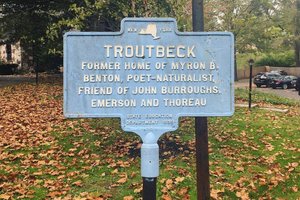 NEW YORK
TROUTBECK
FORMER HOME OF MYRON B.
BENTON, POET-NATURALIST,
FRIEND OF JOHN BURROUGHS,
EMERSON AND THOREAU
STATE EDUCATION
DEPARTMENT